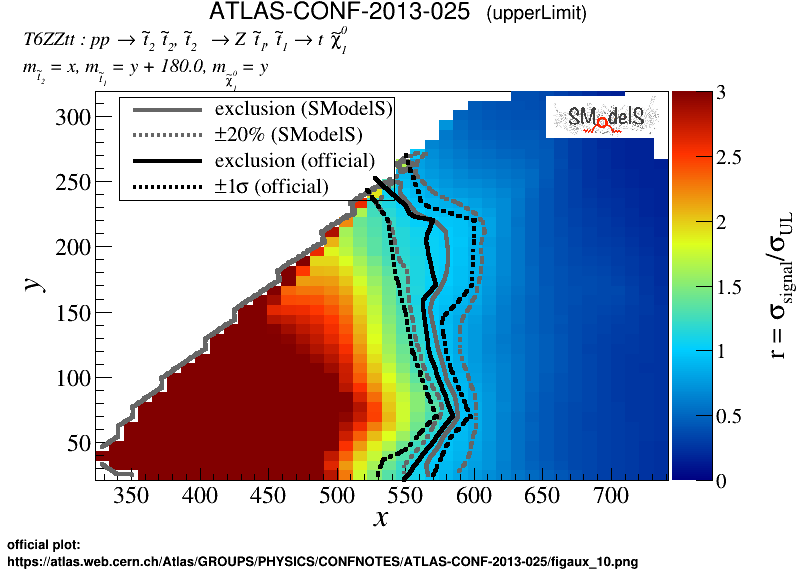 ATLAS-CONF-2013-025 (upperLimit)
T6ZZtt : pp → t̃₂ t̃₂, t̃₂ → Z t̃₁, t̃₁ → t χ̃₁⁰
m_t̃₂ = x, m_t̃₁ = y + 180.0, m_χ̃₁⁰ = y
exclusion (SModelS)
±20% (SModelS)
exclusion (official)
±1σ (official)
SModelS
300
250
200
150
100
50
y
350 400 450 500 550 600 650 700
x
3
2.5
2
1.5
1
0.5
0
r = σ_signal/σ_UL
official plot:
https://atlas.web.cern.ch/Atlas/GROUPS/PHYSICS/CONFNOTES/ATLAS-CONF-2013-025/figaux_10.png